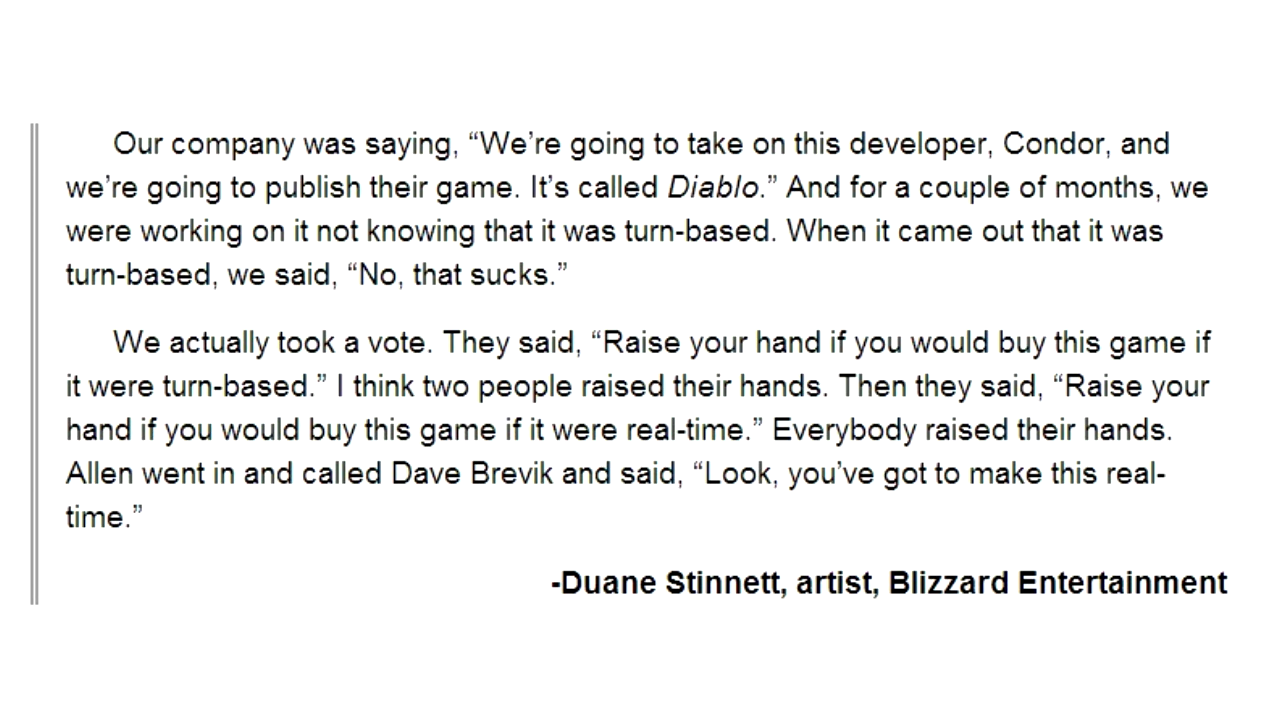 Our company was saying, “We’re going to take on this developer, Condor, and
we’re going to publish their game. It’s called Diablo.” And for a couple of months, we
were working on it not knowing that it was turn-based. When it came out that it was
turn-based, we said, “No, that sucks.”
We actually took a vote. They said, “Raise your hand if you would buy this game if
it were turn-based.” I think two people raised their hands. Then they said, “Raise your
hand if you would buy this game if it were real-time.” Everybody raised their hands.
Allen went in and called Dave Brevik and said, “Look, you’ve got to make this real-
time.”
-Duane Stinnett, artist, Blizzard Entertainment